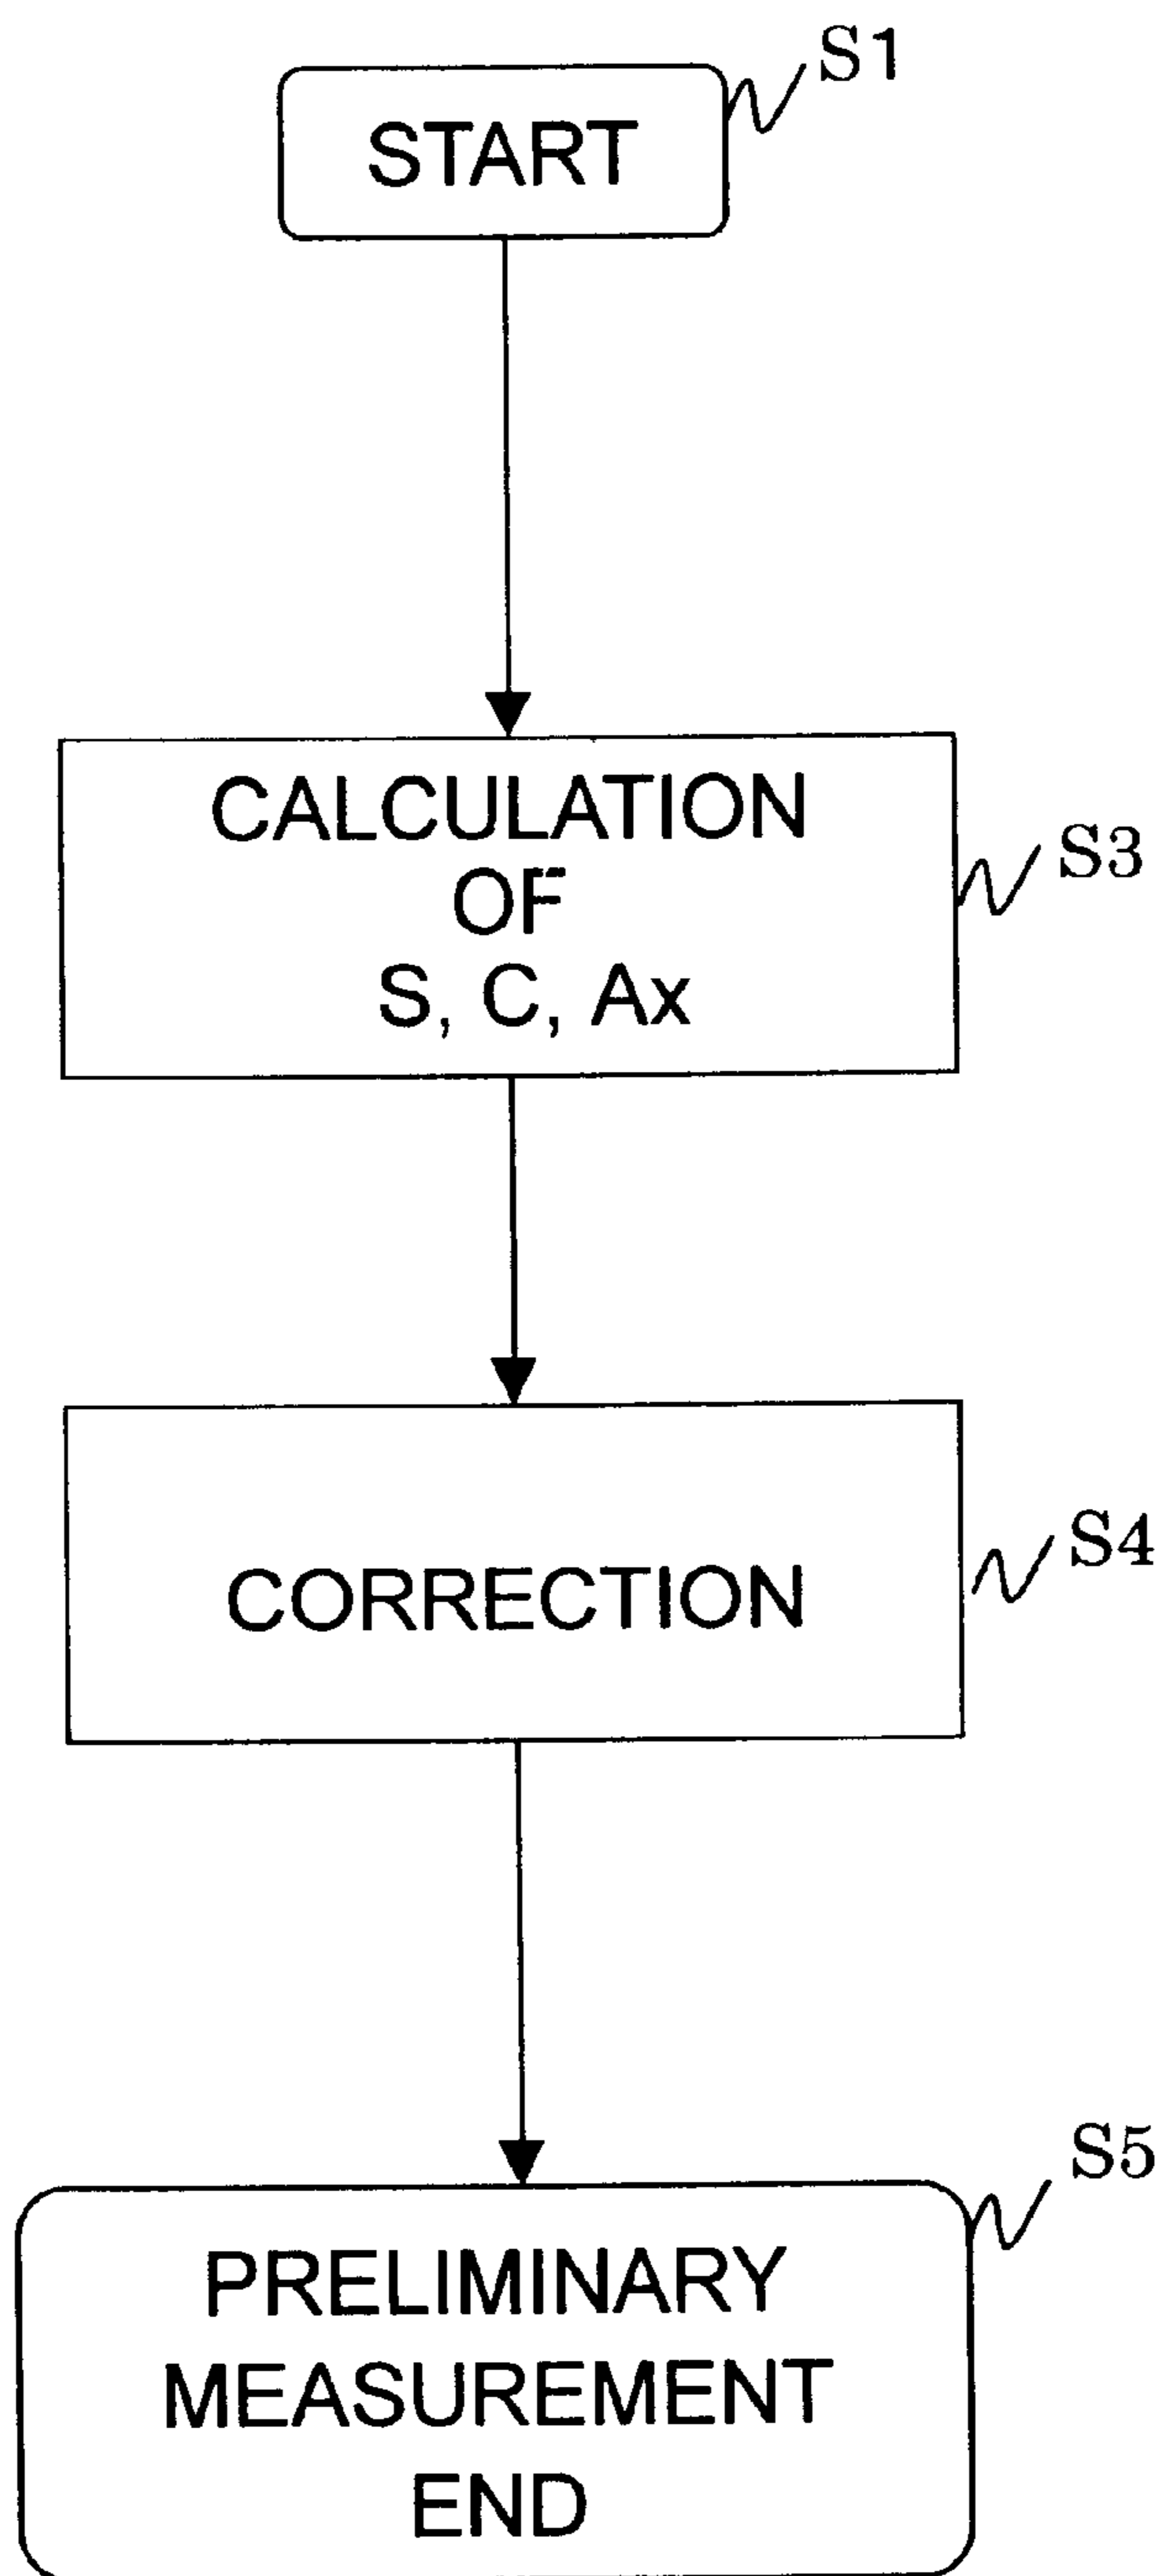 S1
START
CALCULATION
OF
S, C, Ax
S3
CORRECTION
S4
S5
PRELIMINARY
MEASUREMENT
END